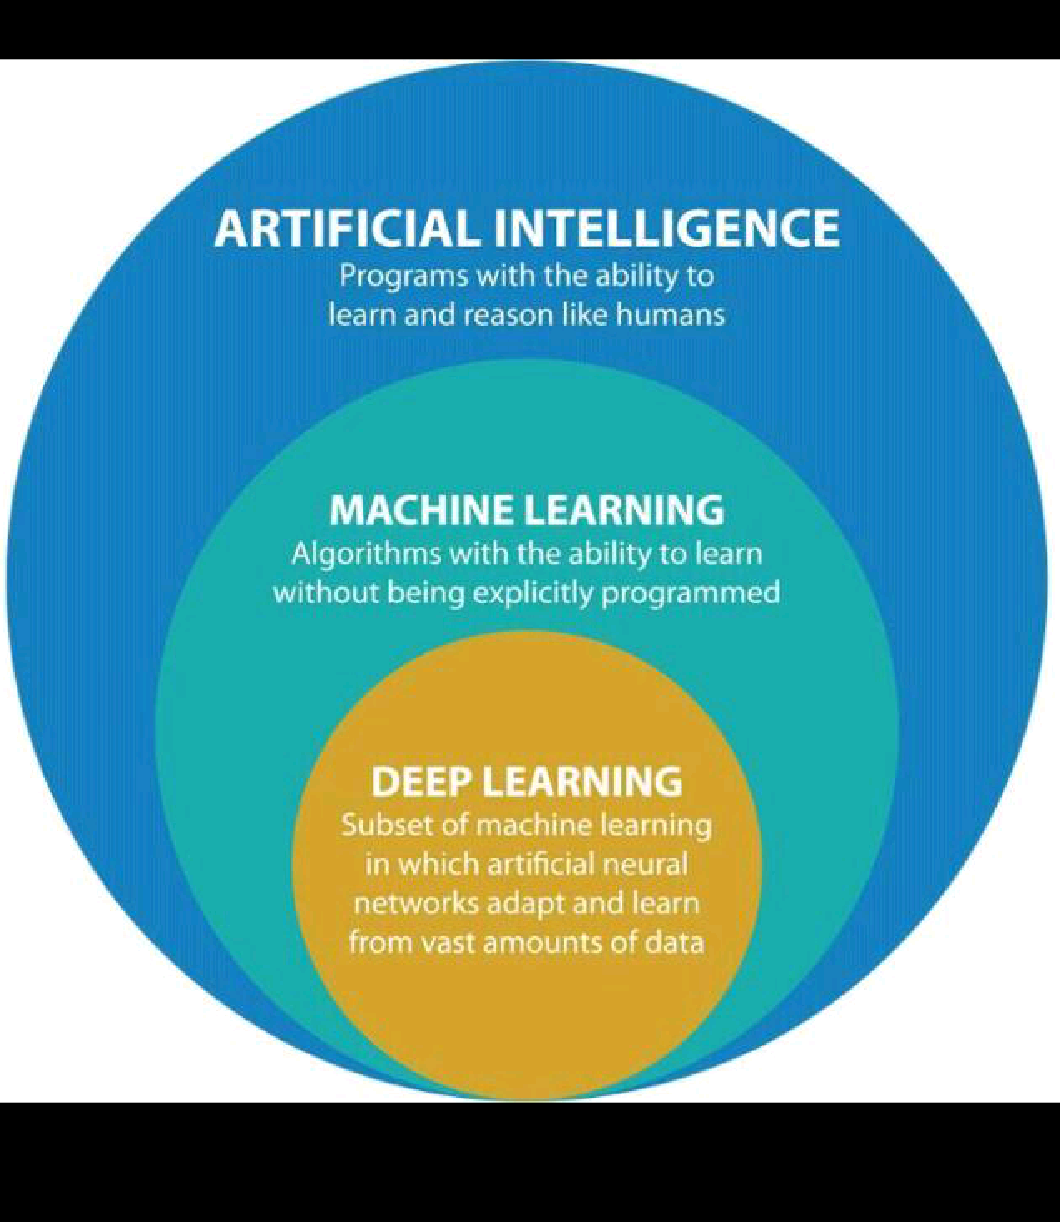 ARTIFICIAL INTELLIGENCE
Programs with the ability to
learn and reason like humans
MACHINE LEARNING
Algorithms with the ability to learn
without being explicitly programmed
DEEP LEARNING
Subset of machine learning
in which artificial neural
networks adapt and learn
from vast amounts of data